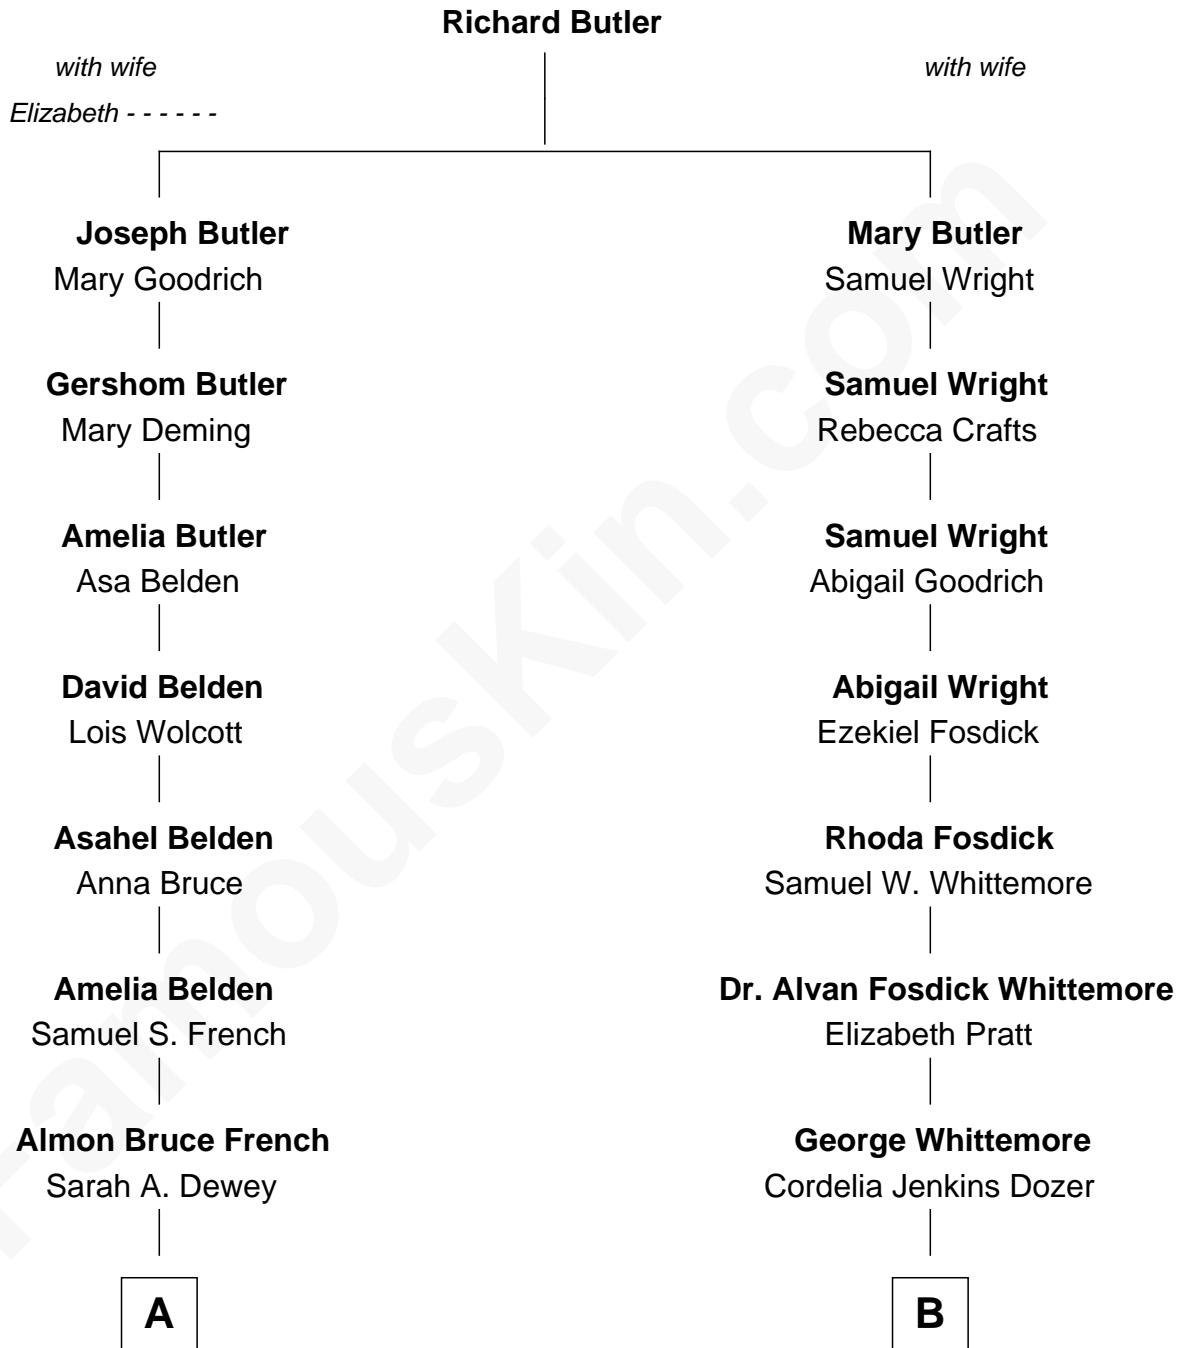 Richard Butler
with wife
with wife
Elizabeth - - - - - -
Joseph Butler
Mary Goodrich
Mary Butler
Samuel Wright
Gershom Butler
Mary Deming
Samuel Wright
Rebecca Crafts
Amelia Butler
Asa Belden
Samuel Wright
Abigail Goodrich
David Belden
Lois Wolcott
Abigail Wright
Ezekiel Fosdick
Asahel Belden
Anna Bruce
Rhoda Fosdick
Samuel W. Whittemore
Amelia Belden
Samuel S. French
Dr. Alvan Fosdick Whittemore
Elizabeth Pratt
Almon Bruce French
Sarah A. Dewey
George Whittemore
Cordelia Jenkins Dozer
A
B
FamousKin.com